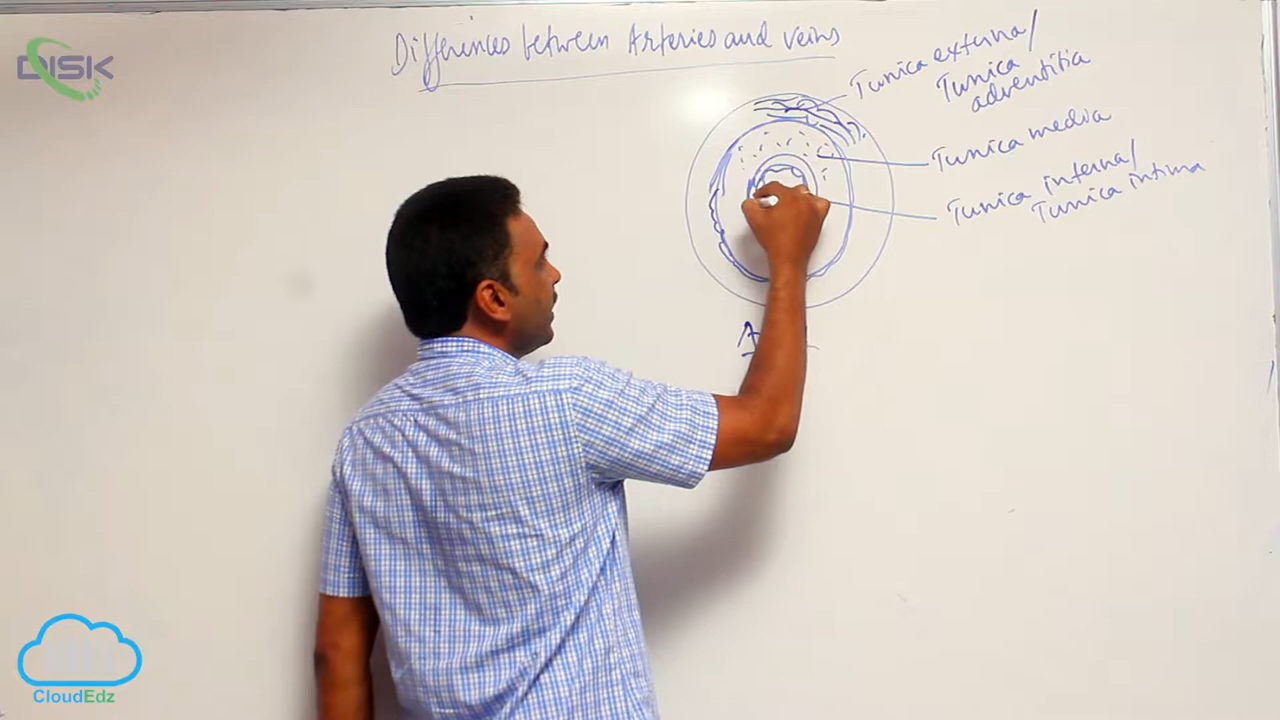 DISK
Differences between Arteries and veins
Tunica externa/
Tunica
adventitia
Tunica media
Tunica interna/
Tunica intima
CloudEdz